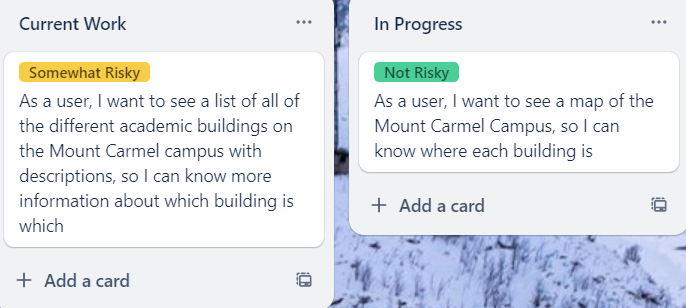 Current Work
Somewhat Risky
As a user, I want to see a list of all of
the different academic buildings on
the Mount Carmel campus with
descriptions, so I can know more
information about which building is
which
Add a card
In Progress
Not Risky
As a user, I want to see a map of the
Mount Carmel Campus, so I can
know where each building is
Add a card